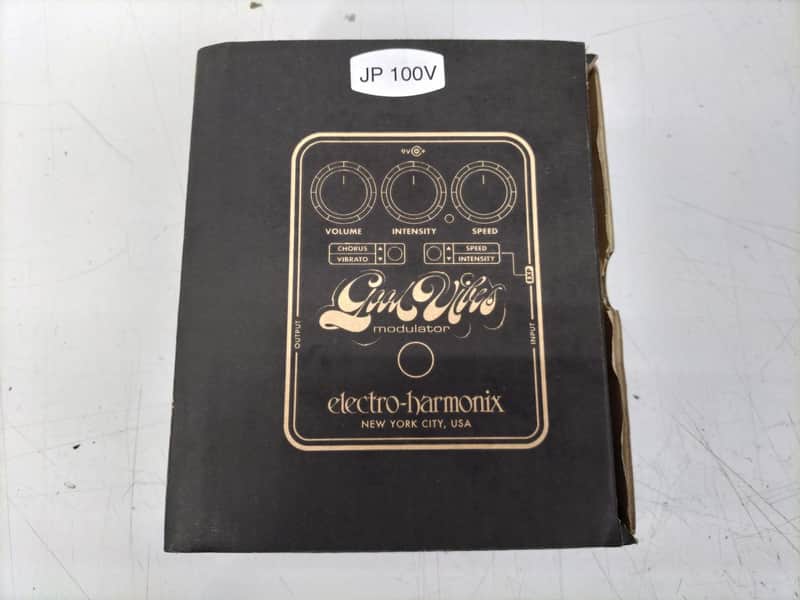 JP 100V
9V
VOLUME INTENSITY SPEED
CHORUS SPEED
VIBRATO INTENSITY
EXP
Good Vibes
modulator
OUTPUT INPUT
electro-harmonix
NEW YORK CITY, USA